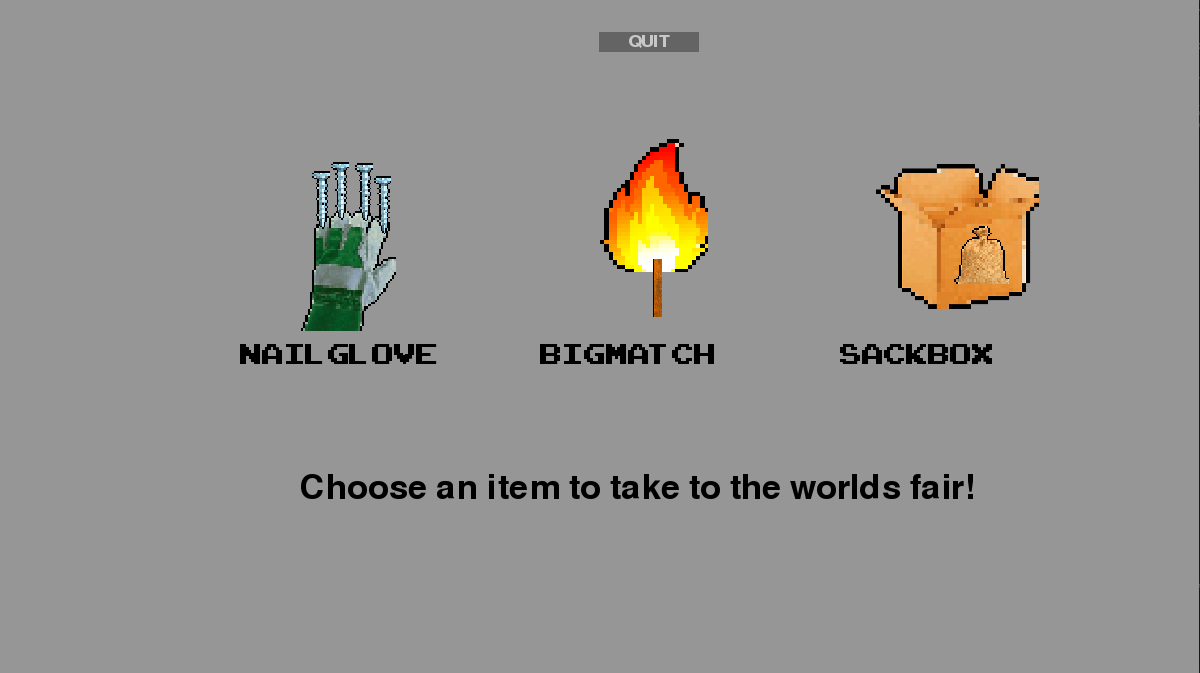 QUIT
NAILGLOVE BIGMATCH SACKBOX
Choose an item to take to the worlds fair!